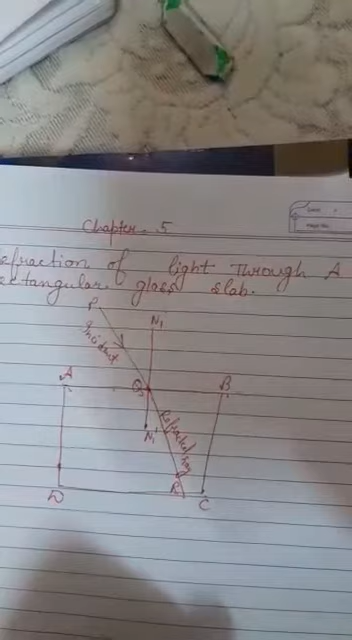 Chapter - 5
efraction of light Through A
ectangular glass slab.
P
Incident
N1
A
B
N1
Refracted ray
R
D
C